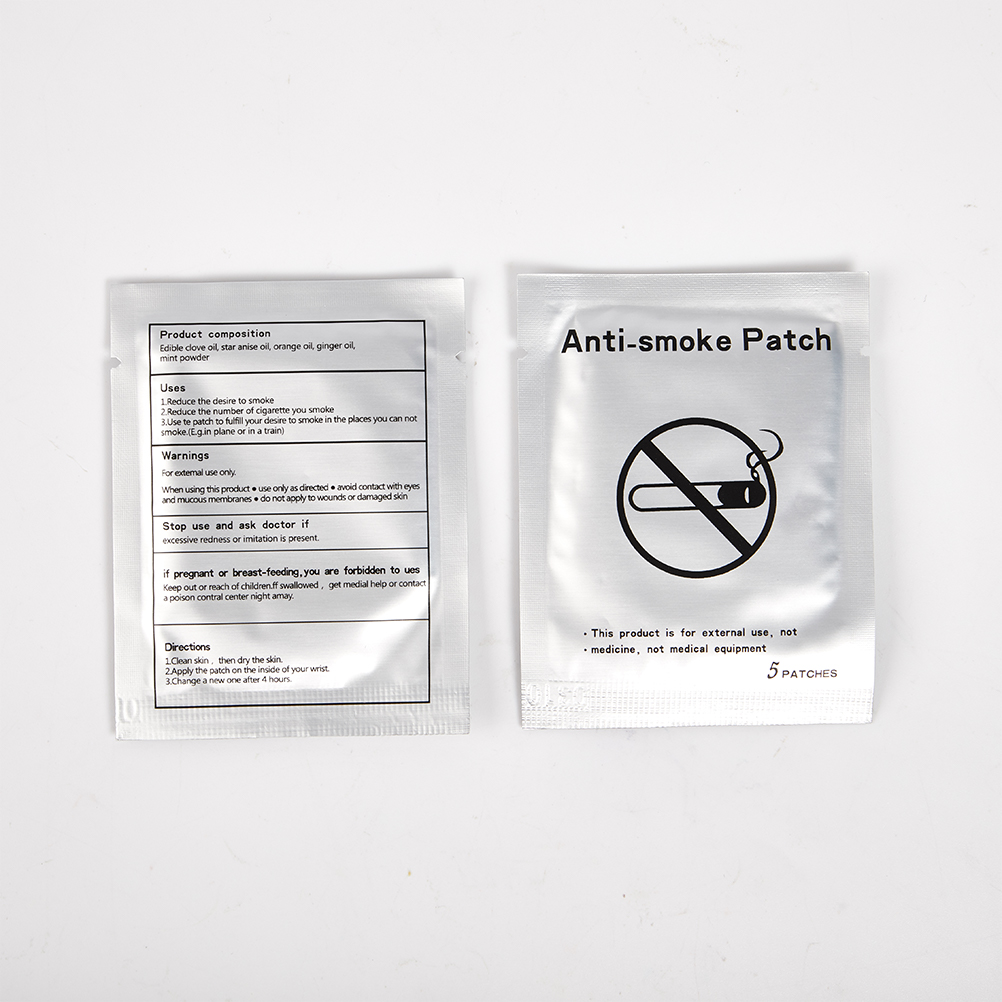 Product composition
Edible clove oil, star anise oil, orange oil, ginger oil,
mint powder
Uses
1.Reduce the desire to smoke
2.Reduce the number of cigarette you smoke
3.Use te patch to fulfill your desire to smoke in the places you can not
smoke.(E.g.in plane or in a train)
Warnings
For external use only.
When using this product ● use only as directed ● avoid contact with eyes
and mucous membranes ● do not apply to wounds or damaged skin
Stop use and ask doctor if
excessive redness or imitation is present.
if pregnant or breast-feeding,you are forbidden to ues
Keep out or reach of children.ff swallowed , get medial help or contact
a poison contral center night amay.
Directions
1.Clean skin , then dry the skin.
2.Apply the patch on the inside of your wrist.
3.Change a new one after 4 hours.
Anti-smoke Patch
· This product is for external use, not
· medicine, not medical equipment
5 PATCHES